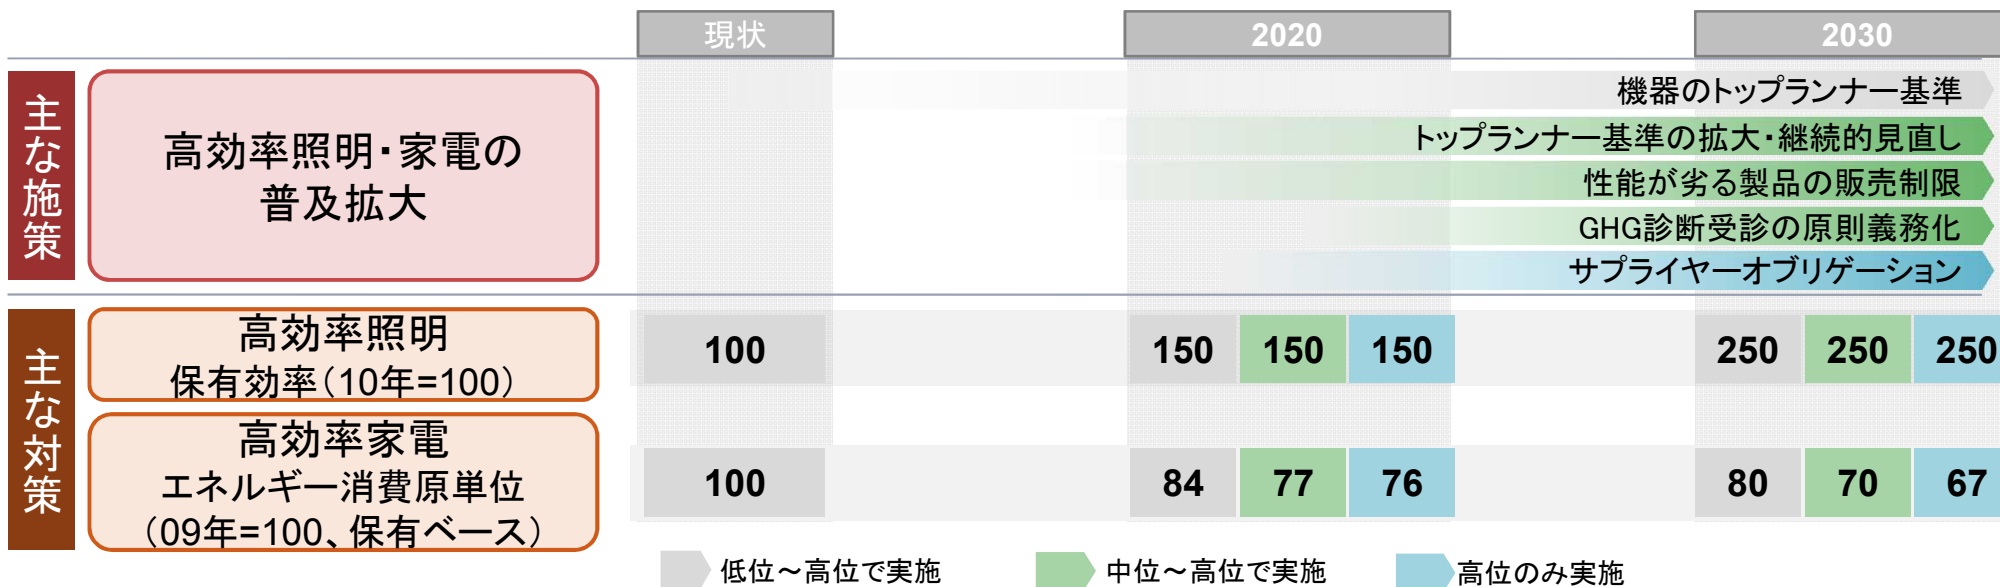 現状
2020
2030
主な施策
高効率照明・家電の
普及拡大
機器のトップランナー基準
トップランナー基準の拡大・継続的見直し
性能が劣る製品の販売制限
GHG診断受診の原則義務化
サプライヤーオブリゲーション
主な対策
高効率照明
保有効率(10年=100)
100
150 150 150
250 250 250
高効率家電
エネルギー消費原単位
(09年=100、保有ベース)
100
84 77 76
80 70 67
低位～高位で実施
中位～高位で実施
高位のみ実施